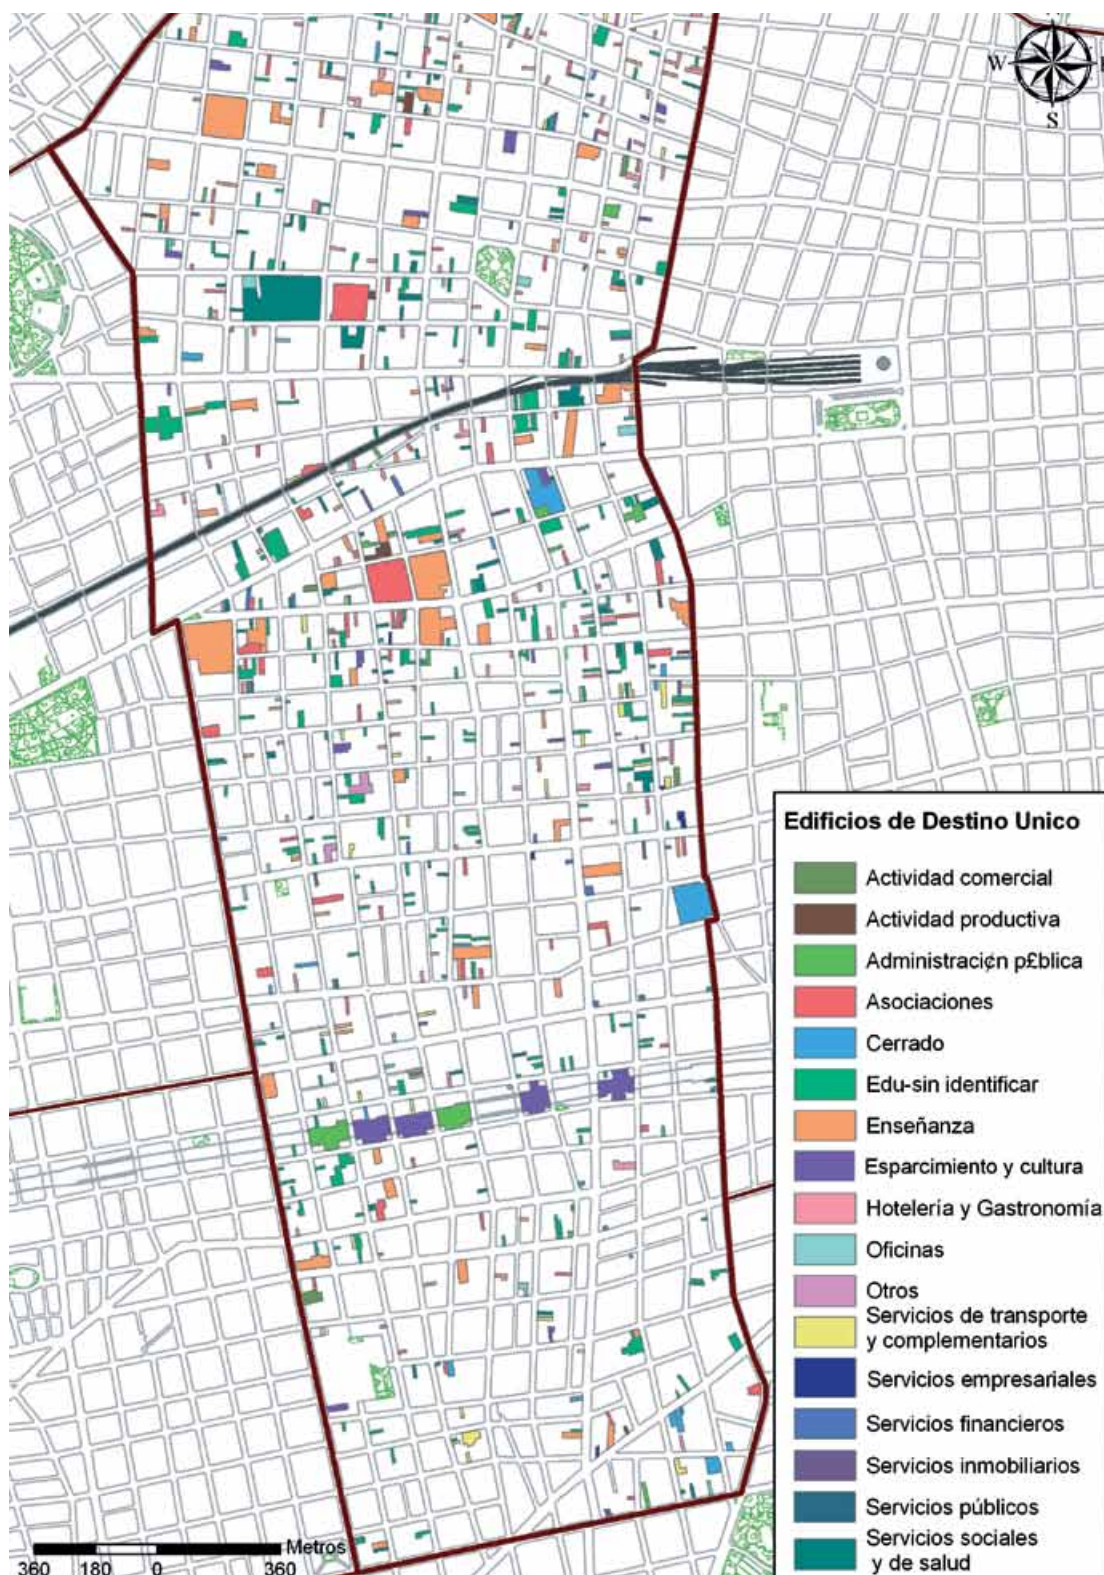 W
S
Edificios de Destino Unico
Actividad comercial
Actividad productiva
Administraci¢n p£blica
Asociaciones
Cerrado
Edu-sin identificar
Enseñanza
Esparcimiento y cultura
Hotelería y Gastronomía
Oficinas
Otros
Servicios de transporte
y complementarios
Servicios empresariales
Servicios financieros
Servicios inmobiliarios
Servicios públicos
Servicios sociales
y de salud
Metros
360 180 0 360